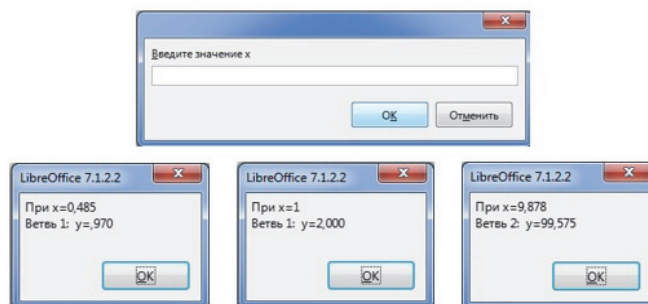 Введите значение x
OK
Отменить
LibreOffice 7.1.2.2
При x=0,485
Ветвь 1: y=,970
OK
LibreOffice 7.1.2.2
При x=1
Ветвь 1: y=2,000
OK
LibreOffice 7.1.2.2
При x=9,878
Ветвь 2: y=99,575
OK